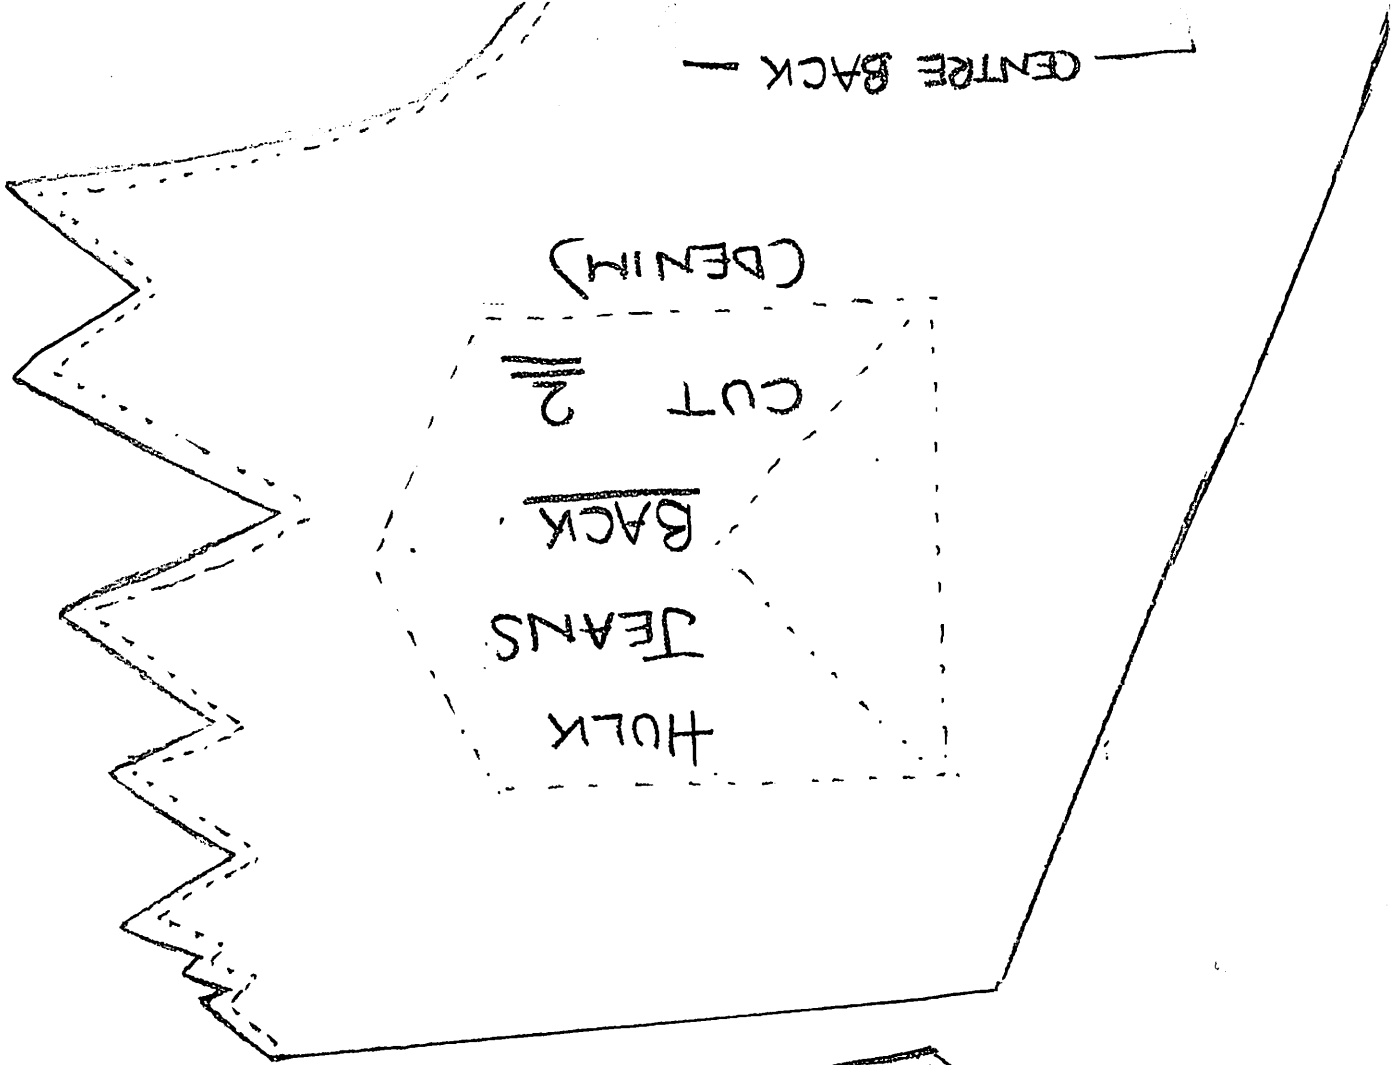 HULK
JEANS
BACK
CUT 2
(DENIM)
— CENTRE BACK —